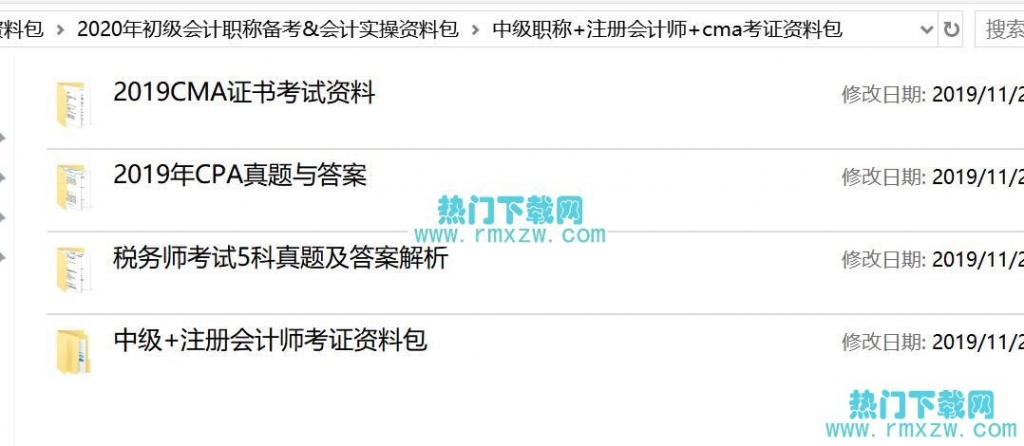 资料包 > 2020年初级会计职称备考&会计实操资料包 > 中级职称+注册会计师+cma考证资料包
搜索
2019CMA证书考试资料
修改日期: 2019/11/2
2019年CPA真题与答案
修改日期: 2019/11/2
热门下载网
www.rmxzw.com
税务师考试5科真题及答案解析
修改日期: 2019/11/2
中级+注册会计师考证资料包
修改日期: 2019/11/2
热门下载网
www.rmxzw.com